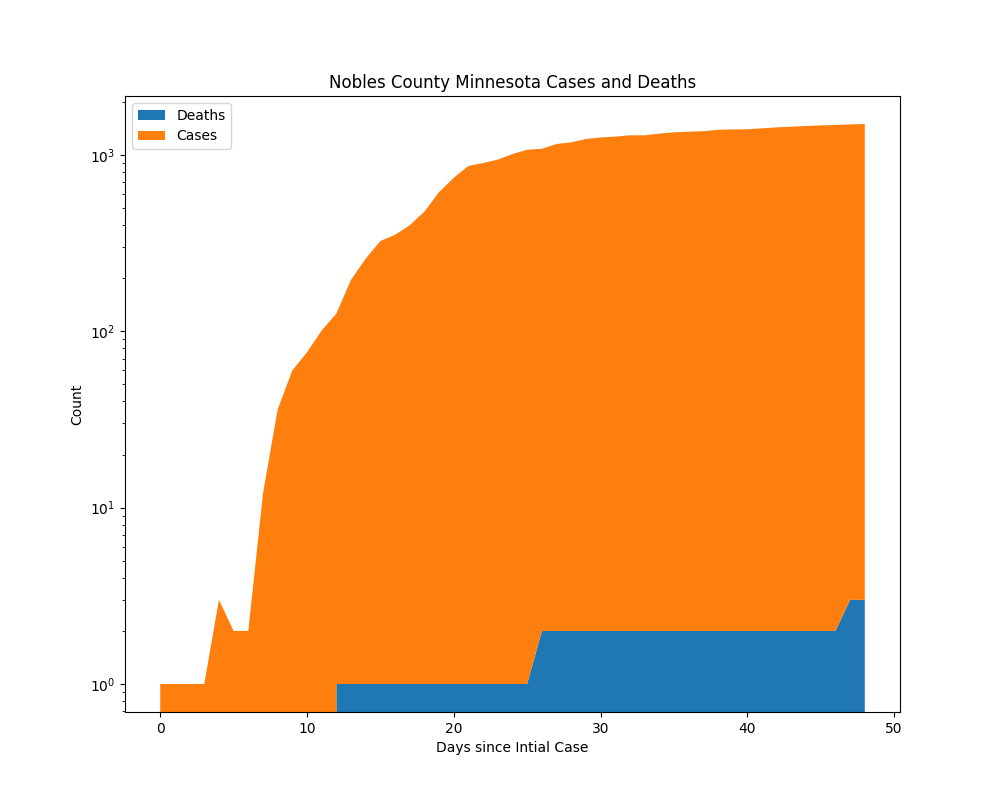 Nobles County Minnesota Cases and Deaths
Deaths
Cases
10³
10²
10¹
10⁰
Count
0 10 20 30 40 50
Days since Intial Case